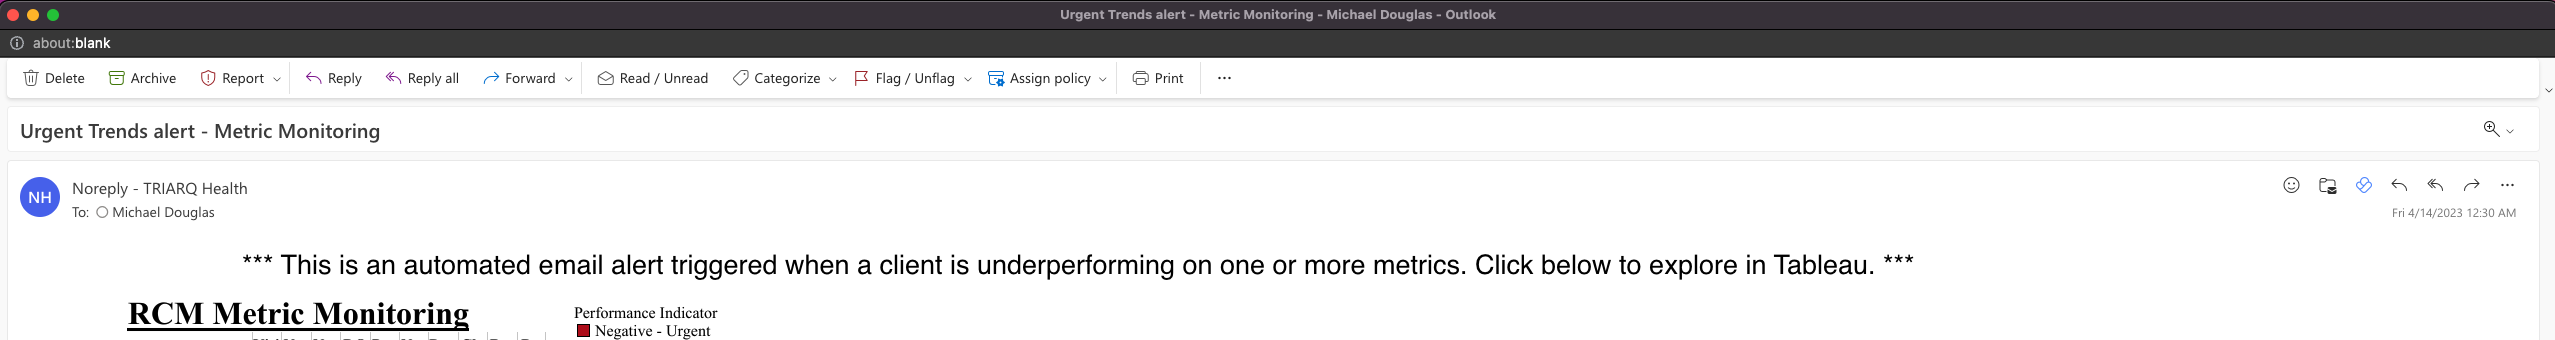 Urgent Trends alert - Metric Monitoring - Michael Douglas - Outlook
about:blank
Delete Archive Report Reply Reply all Forward Read / Unread Categorize Flag / Unflag Assign policy Print ...
Urgent Trends alert - Metric Monitoring
NH
Noreply - TRIARQ Health
To: Michael Douglas
Fri 4/14/2023 12:30 AM
*** This is an automated email alert triggered when a client is underperforming on one or more metrics. Click below to explore in Tableau. ***
RCM Metric Monitoring
Performance Indicator
Negative - Urgent